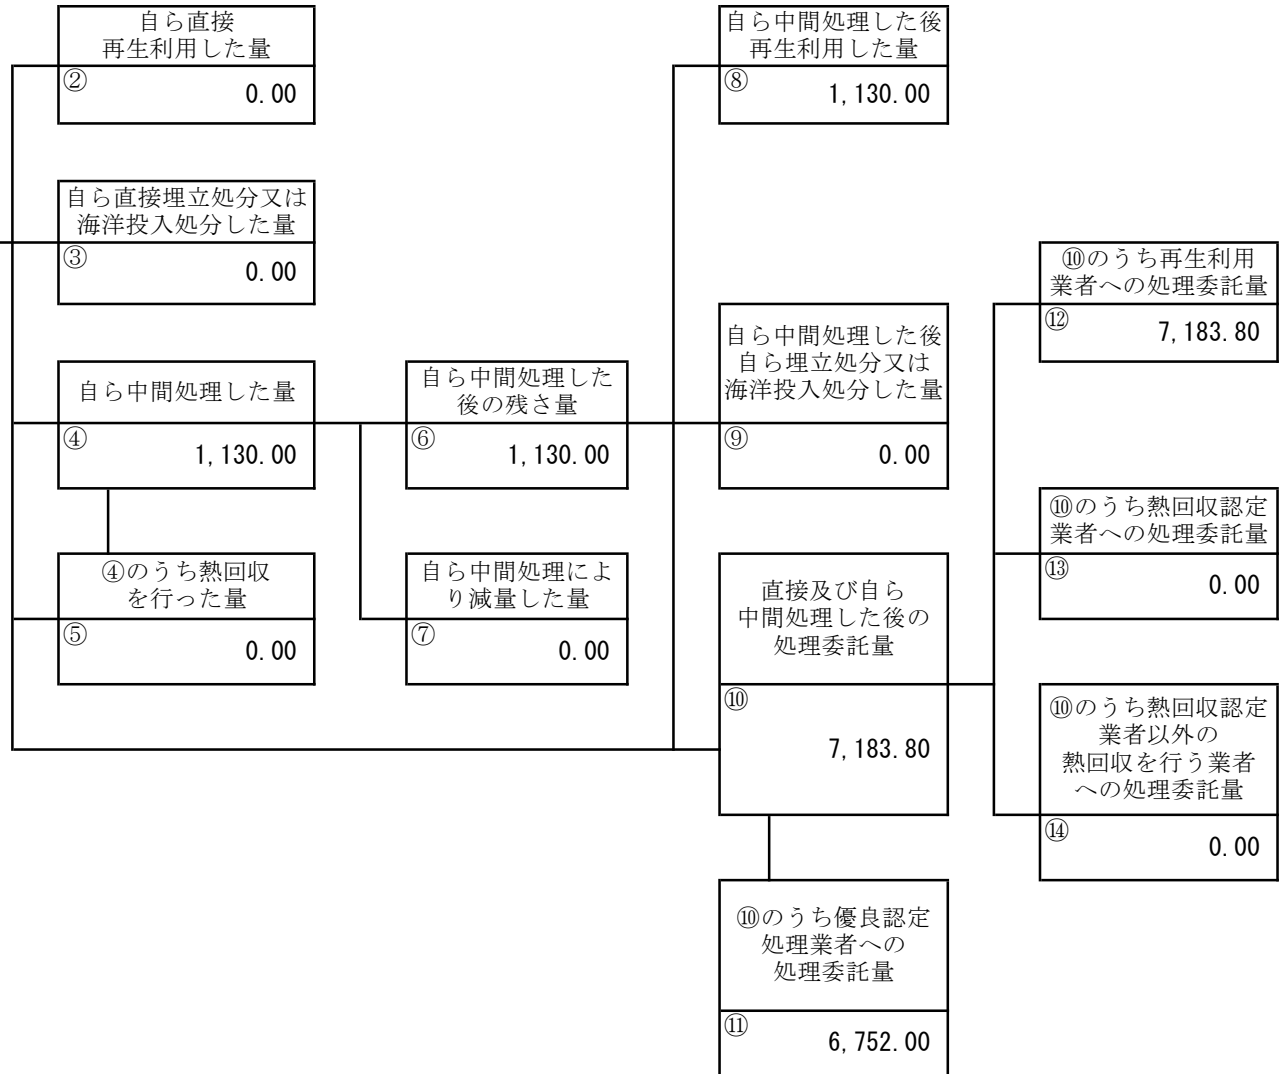 自ら直接
再生利用した量
②
0.00
自ら直接埋立処分又は
海洋投入処分した量
③
0.00
自ら中間処理した量
④
1,130.00
④のうち熱回収
を行った量
⑤
0.00
自ら中間処理した
後の残さ量
⑥
1,130.00
自ら中間処理によ
り減量した量
⑦
0.00
自ら中間処理した後
再生利用した量
⑧
1,130.00
自ら中間処理した後
自ら埋立処分又は
海洋投入処分した量
⑨
0.00
直接及び自ら
中間処理した後の
処理委託量
⑩
7,183.80
⑩のうち優良認定
処理業者への
処理委託量
⑪
6,752.00
⑩のうち再生利用
業者への処理委託量
⑫
7,183.80
⑩のうち熱回収認定
業者への処理委託量
⑬
0.00
⑩のうち熱回収認定
業者以外の
熱回収を行う業者
への処理委託量
⑭
0.00